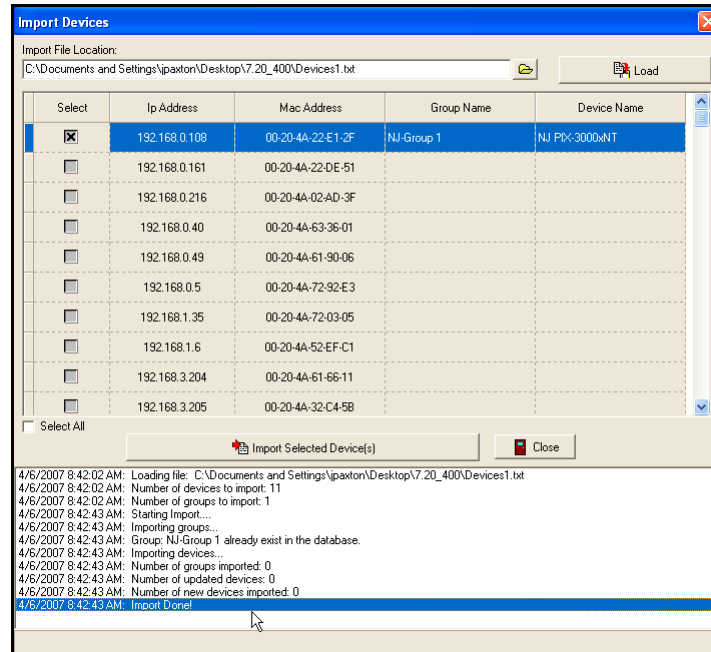 Import Devices
Import File Location:
C:\Documents and Settings\jpaxton\Desktop\7.20_400\Devices1.txt
Load
Select Ip Address Mac Address Group Name Device Name
192.168.0.108 00-20-4A-22-E1-2F NJ-Group 1 NJ PIX-3000xNT
192.168.0.161 00-20-4A-22-DE-51
192.168.0.216 00-20-4A-02-AD-3F
192.168.0.40 00-20-4A-63-36-01
192.168.0.49 00-20-4A-61-90-06
192.168.0.5 00-20-4A-72-92-E3
192.168.1.35 00-20-4A-72-03-05
192.168.1.6 00-20-4A-52-EF-C1
192.168.3.204 00-20-4A-61-66-11
192.168.3.205 00-20-4A-32-C4-5B
Select All
Import Selected Device(s) Close
4/6/2007 8:42:02 AM: Loading file: C:\Documents and Settings\jpaxton\Desktop\7.20_400\Devices1.txt
4/6/2007 8:42:02 AM: Number of devices to import: 11
4/6/2007 8:42:02 AM: Number of groups to import: 1
4/6/2007 8:42:43 AM: Starting Import....
4/6/2007 8:42:43 AM: Importing groups...
4/6/2007 8:42:43 AM: Group: NJ-Group 1 already exist in the database.
4/6/2007 8:42:43 AM: Importing devices...
4/6/2007 8:42:43 AM: Number of groups imported: 0
4/6/2007 8:42:43 AM: Number of updated devices: 0
4/6/2007 8:42:43 AM: Number of new devices imported: 0
4/6/2007 8:42:43 AM: Import Done!